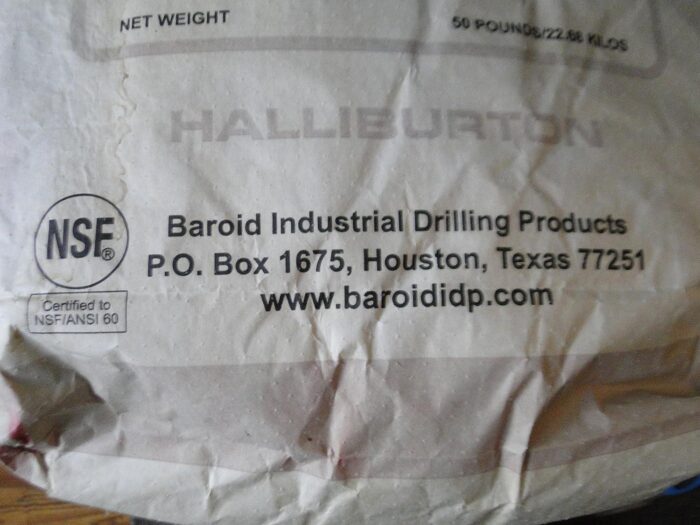 NET WEIGHT
50 POUNDS/22.68 KILOS
HALLIBURTON
NSF®
Certified to
NSF/ANSI 60
Baroid Industrial Drilling Products
P.O. Box 1675, Houston, Texas 77251
www.baroididp.com